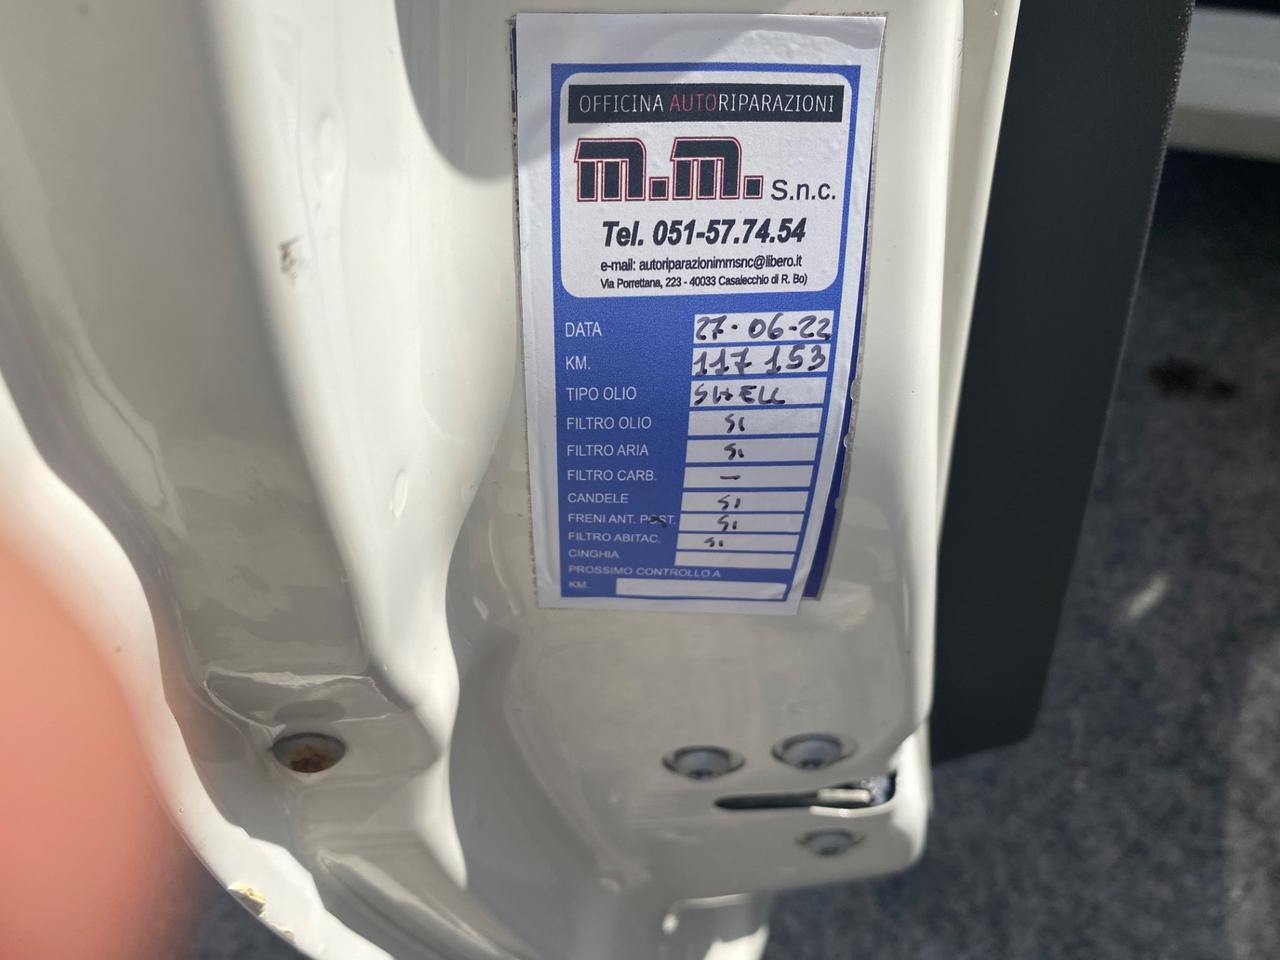 OFFICINA AUTORIPARAZIONI
m.m. S.n.c.
Tel. 051-57.74.54
e-mail: autoriparazionimmsnc@libero.it
Via Porrettana, 223 - 40033 Casalecchio di R. Bo)
DATA 27-06-22
KM. 117 153
TIPO OLIO SHELL
FILTRO OLIO SI
FILTRO ARIA SI
FILTRO CARB. —
CANDELE SI
FRENI ANT. POST. SI
FILTRO ABITAC. SI
CINGHIA
PROSSIMO CONTROLLO A
KM.